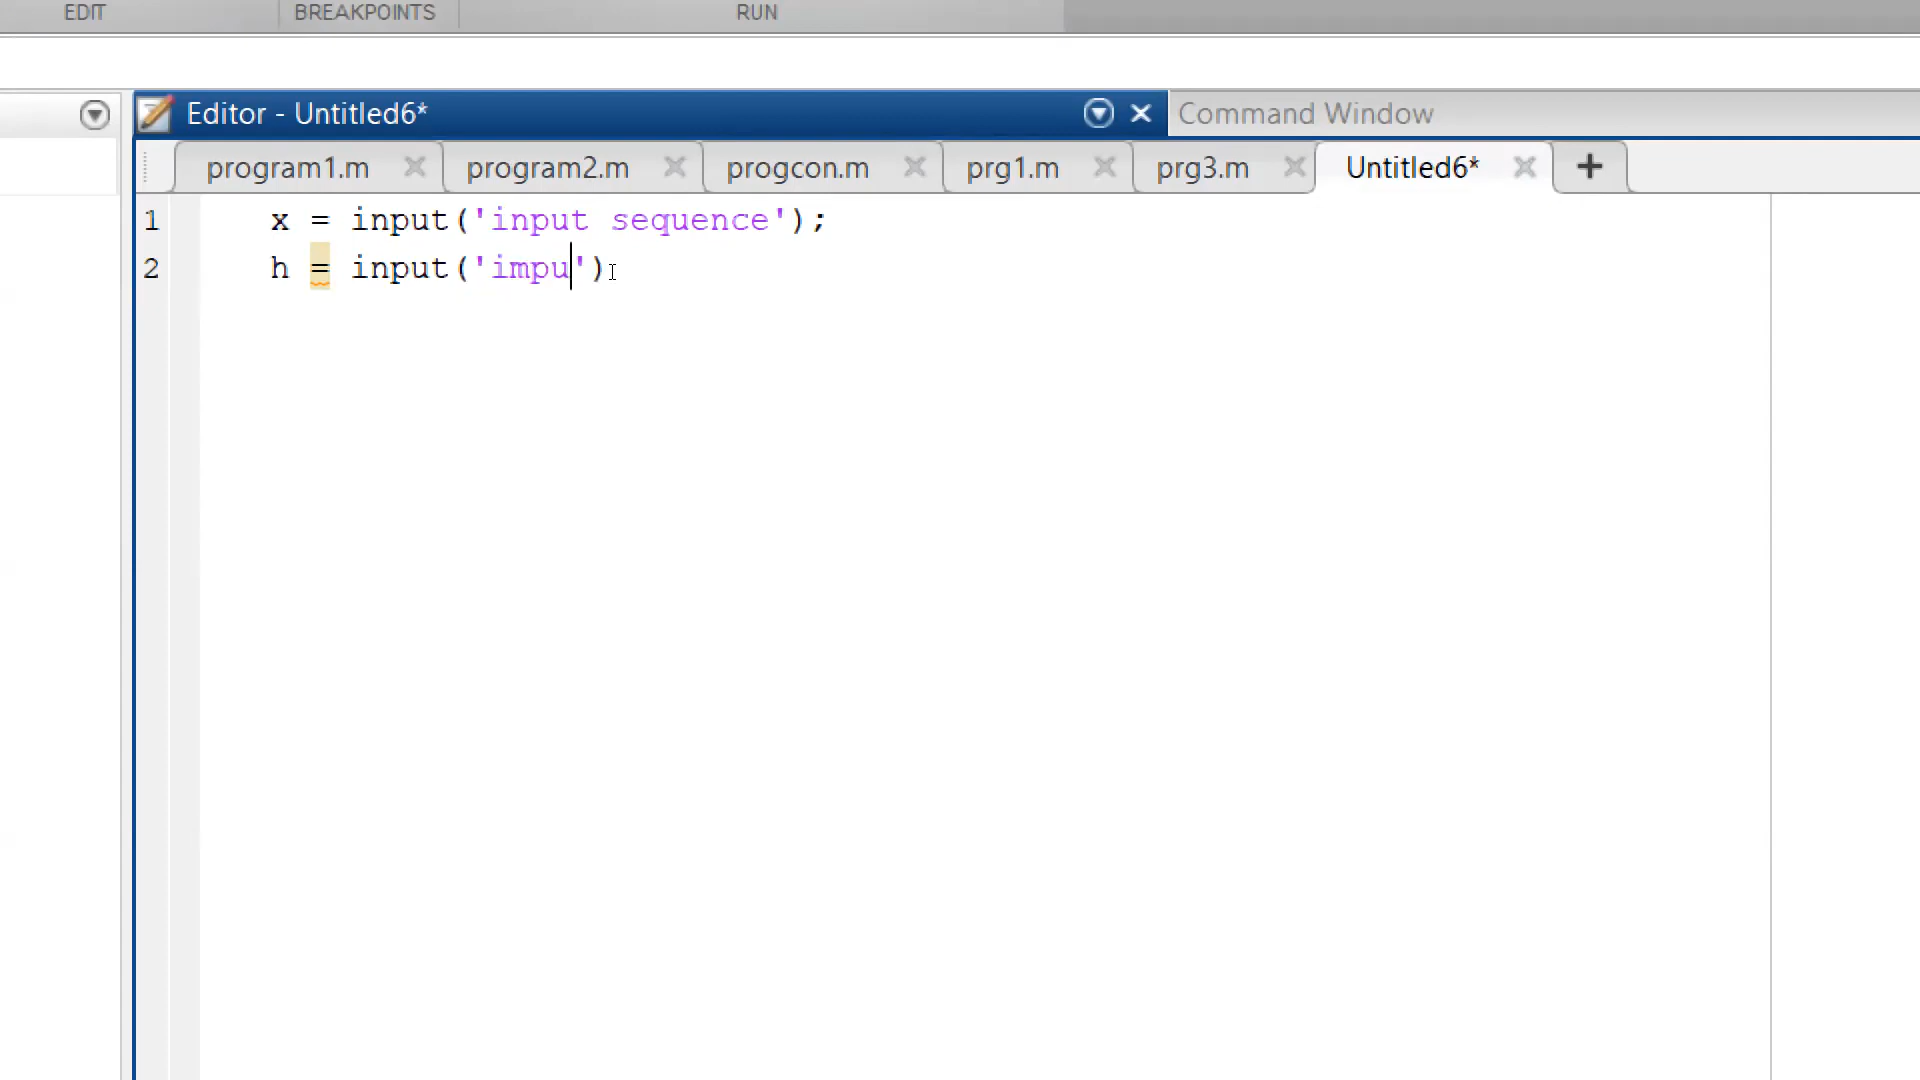 EDIT BREAKPOINTS RUN
Editor - Untitled6* Command Window
program1.m program2.m progcon.m prg1.m prg3.m Untitled6*
1 x = input('input sequence');
2 h = input('impu')